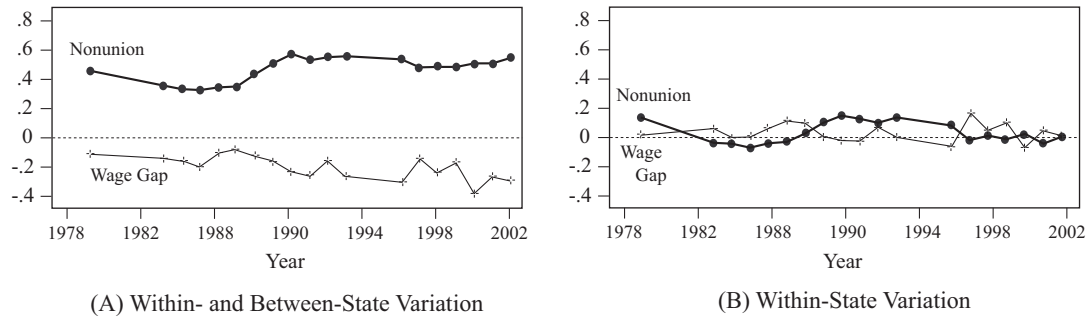 .8
.6
.4
.2
0
-.2
-.4
Nonunion
Wage Gap
1978 1982 1988 1990 1994 1998 2002
Year
(A) Within- and Between-State Variation
.8
.6
.4
.2
0
-.2
-.4
Nonunion
Wage
Gap
1978 1982 1988 1990 1994 1998 2002
Year
(B) Within-State Variation